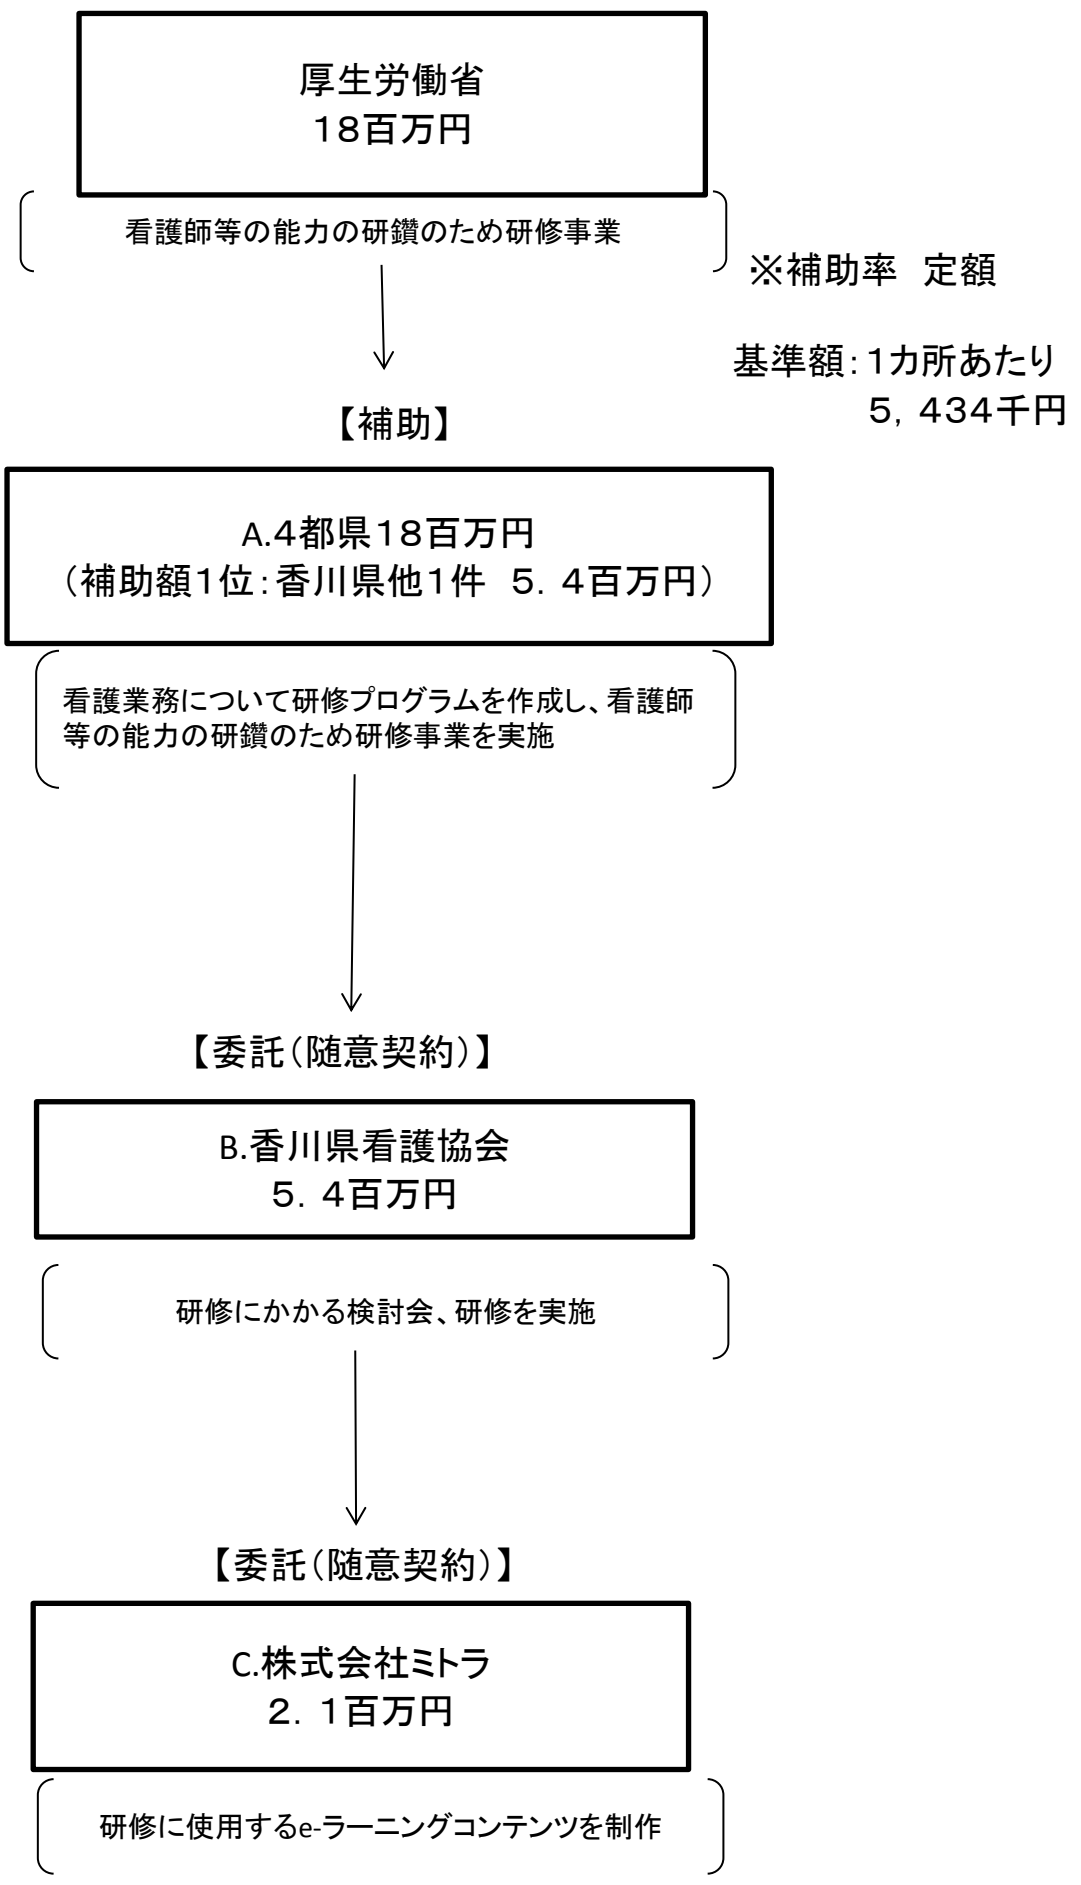 厚生労働省
18百万円
看護師等の能力の研鑽のため研修事業
※補助率　定額
基準額：1カ所あたり
５，４３４千円
【補助】
A.４都県１８百万円
（補助額１位：香川県他１件　５．４百万円）
看護業務について研修プログラムを作成し、看護師
等の能力の研鑽のため研修事業を実施
【委託（随意契約）】
B.香川県看護協会
５．４百万円
研修にかかる検討会、研修を実施
【委託（随意契約）】
C.株式会社ミトラ
２．１百万円
研修に使用するe-ラーニングコンテンツを制作